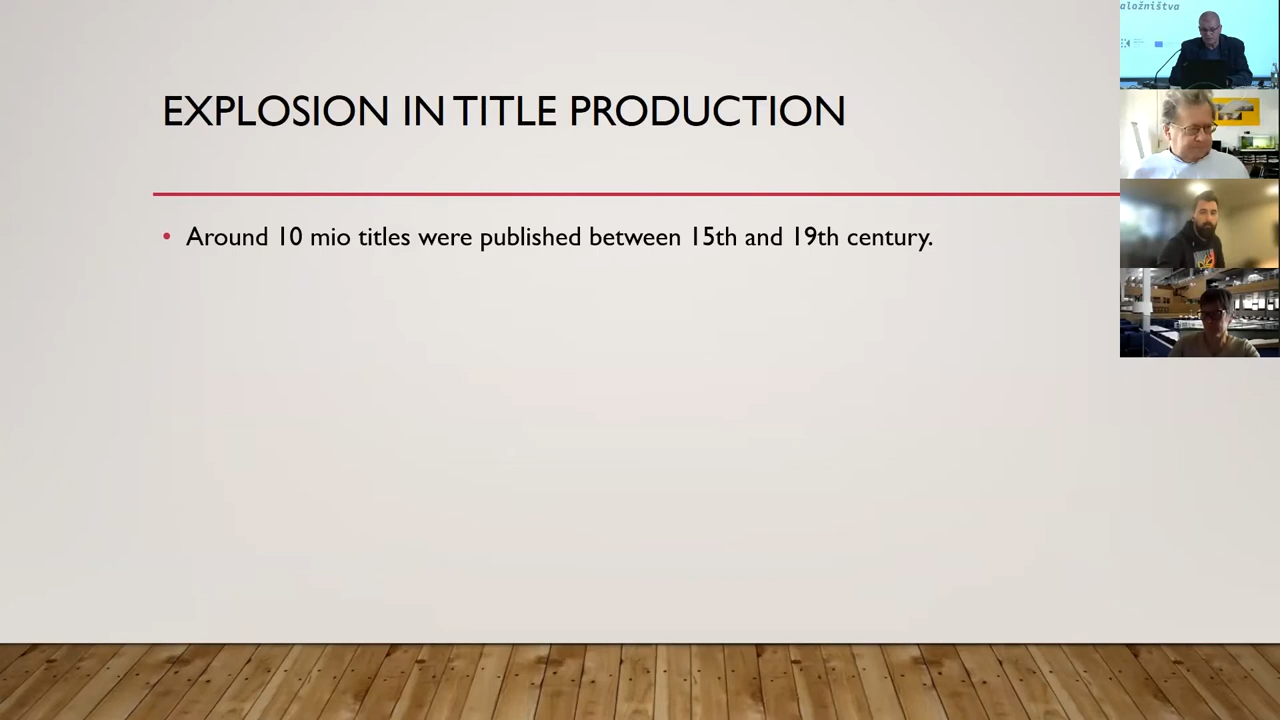 EXPLOSION IN TITLE PRODUCTION
• Around 10 mio titles were published between 15th and 19th century.
aložništva